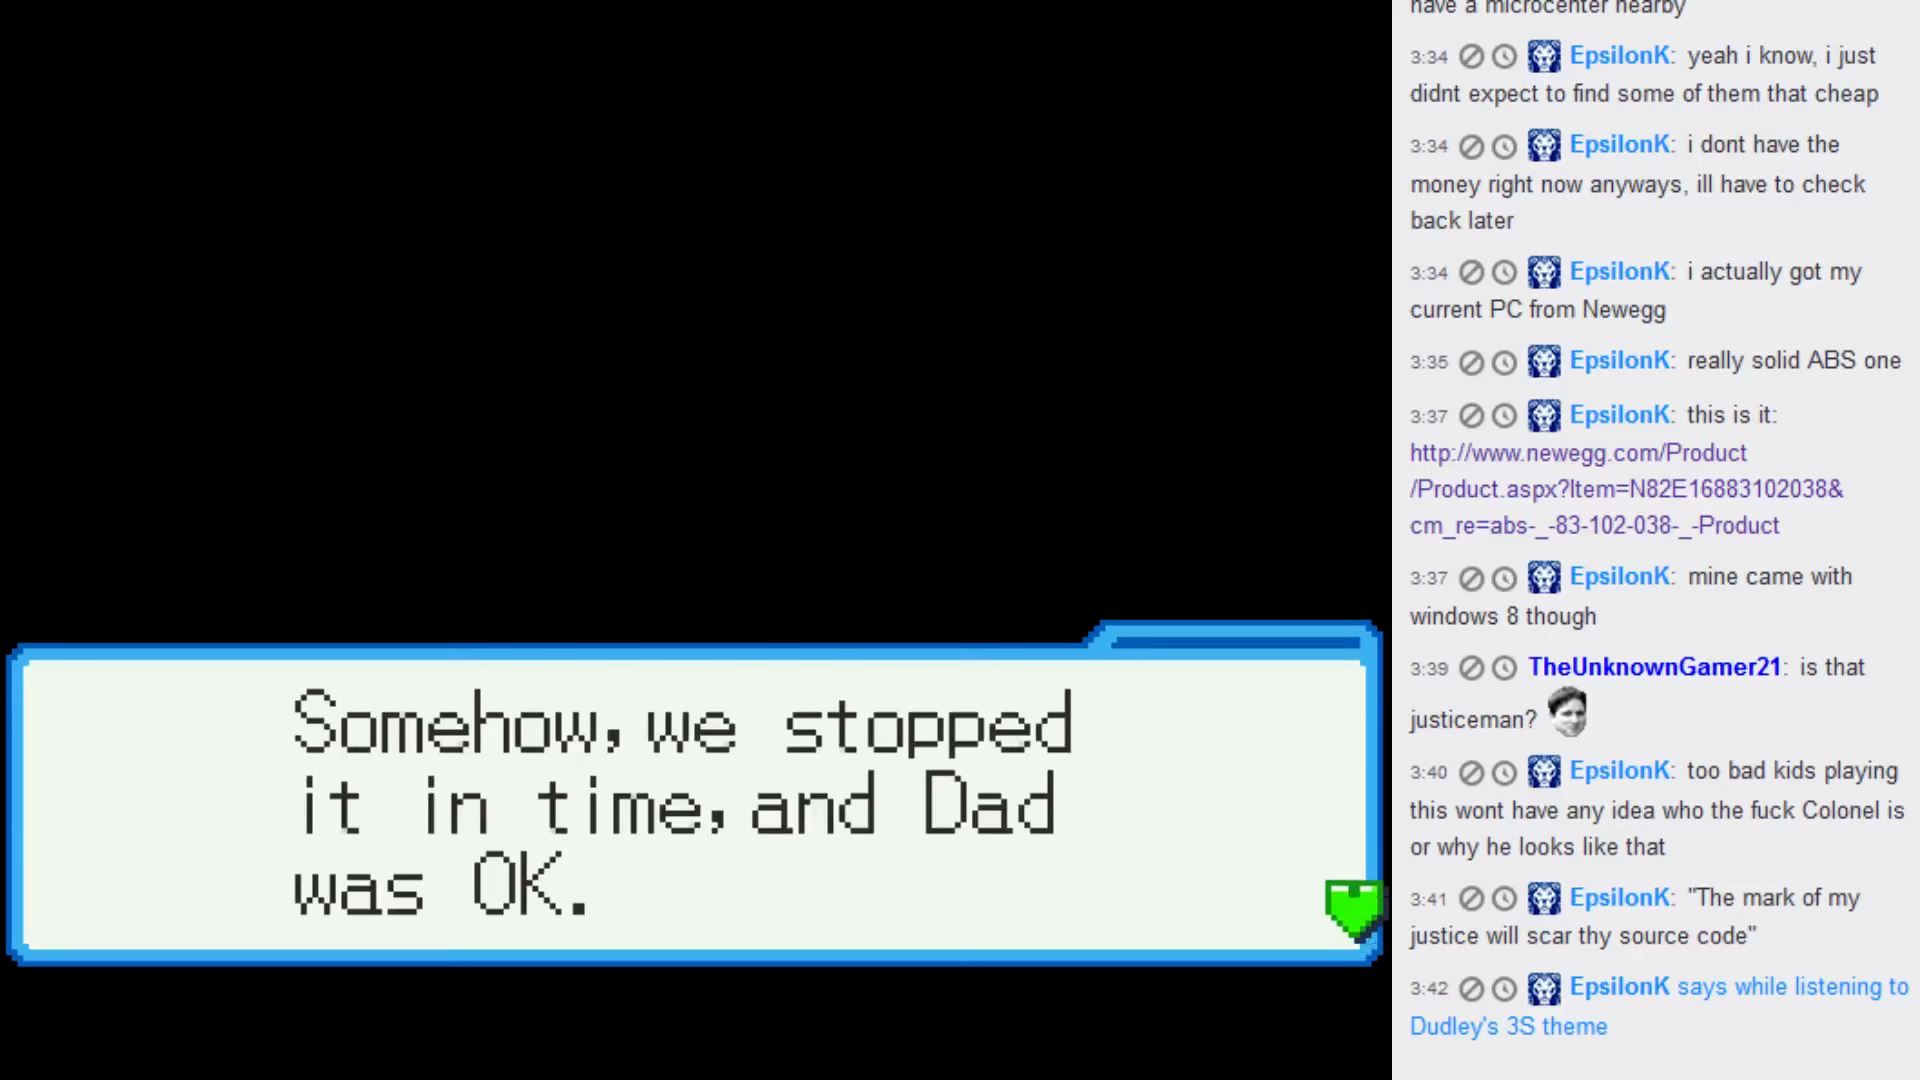 Somehow, we stopped
it in time, and Dad
was OK.
have a microcenter nearby
3:34 EpsilonK: yeah i know, i just
didnt expect to find some of them that cheap
3:34 EpsilonK: i dont have the
money right now anyways, ill have to check
back later
3:34 EpsilonK: i actually got my
current PC from Newegg
3:35 EpsilonK: really solid ABS one
3:37 EpsilonK: this is it:
http://www.newegg.com/Product
/Product.aspx?Item=N82E16883102038&
cm_re=abs-_-83-102-038-_-Product
3:37 EpsilonK: mine came with
windows 8 though
3:39 TheUnknownGamer21: is that
justiceman?
3:40 EpsilonK: too bad kids playing
this wont have any idea who the fuck Colonel is
or why he looks like that
3:41 EpsilonK: "The mark of my
justice will scar thy source code"
3:42 EpsilonK says while listening to
Dudley's 3S theme